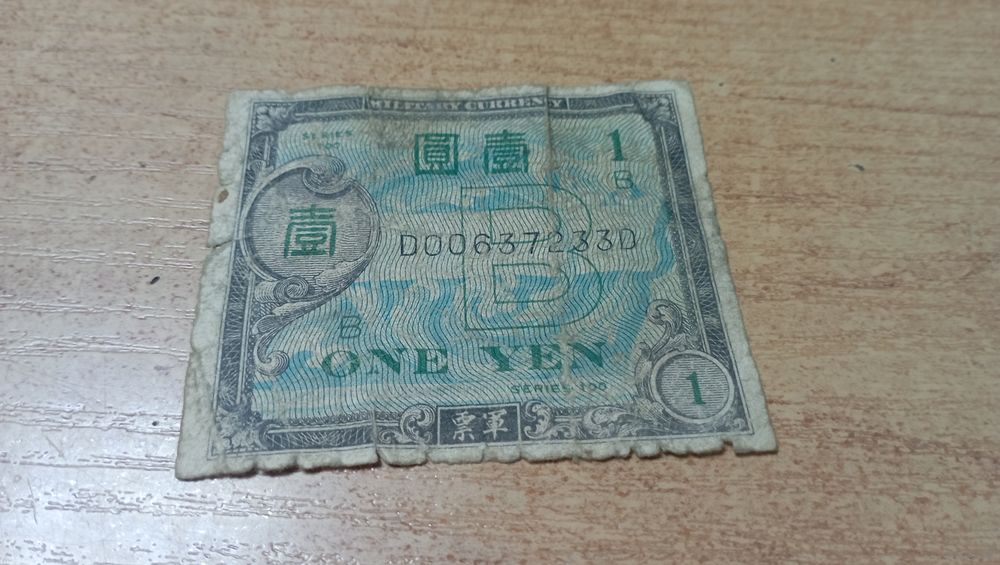 MILITARY CURRENCY
SERIES
100
圓 壹
1
B
壹
B
D00637233D
B
ONE YEN
SERIES 100
票軍
1